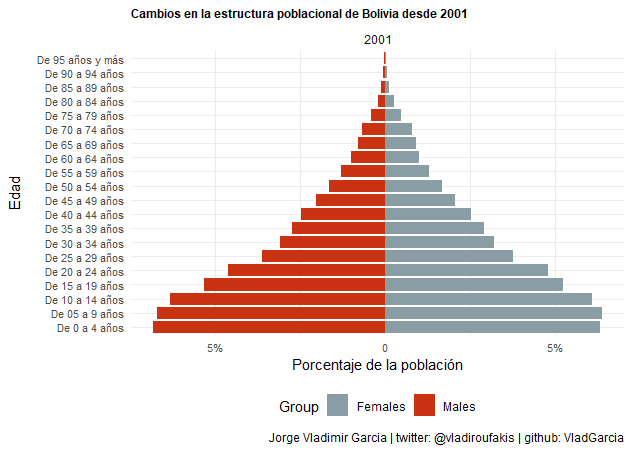 Cambios en la estructura poblacional de Bolivia desde 2001
2001
De 95 años y más
De 90 a 94 años
De 85 a 89 años
De 80 a 84 años
De 75 a 79 años
De 70 a 74 años
De 65 a 69 años
De 60 a 64 años
De 55 a 59 años
De 50 a 54 años
De 45 a 49 años
De 40 a 44 años
De 35 a 39 años
De 30 a 34 años
De 25 a 29 años
De 20 a 24 años
De 15 a 19 años
De 10 a 14 años
De 05 a 9 años
De 0 a 4 años
Edad
5% 0 5%
Porcentaje de la población
Group Females Males
Jorge Vladimir Garcia | twitter: @vladiroufakis | github: VladGarcia